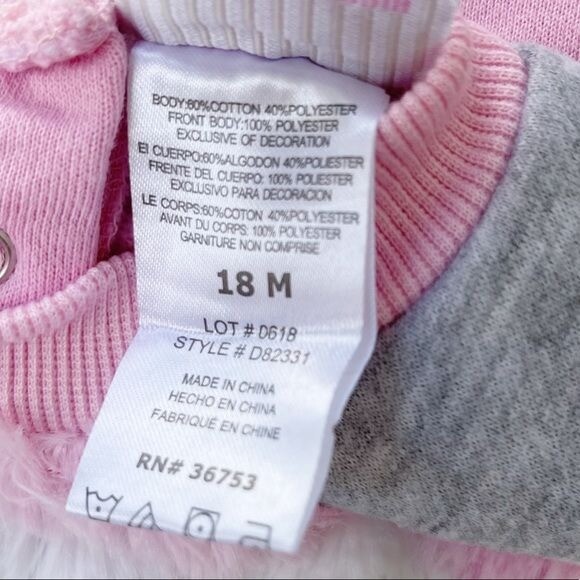 BODY:60%COTTON 40%POLYESTER
FRONT BODY:100% POLYESTER
EXCLUSIVE OF DECORATION
El CUERPO:60%ALGODON 40%POLIESTER
FRENTE DEL CUERPO: 100% POLIESTER
EXCLUSIVO PARA DECORACION
LE CORPS:60%COTON 40%POLYESTER
AVANT DU CORPS: 100% POLYESTER
GARNITURE NON COMPRISE
18 M
LOT # D618
STYLE # D82331
MADE IN CHINA
HECHO EN CHINA
FABRIQUÉ EN CHINE
RN# 36753